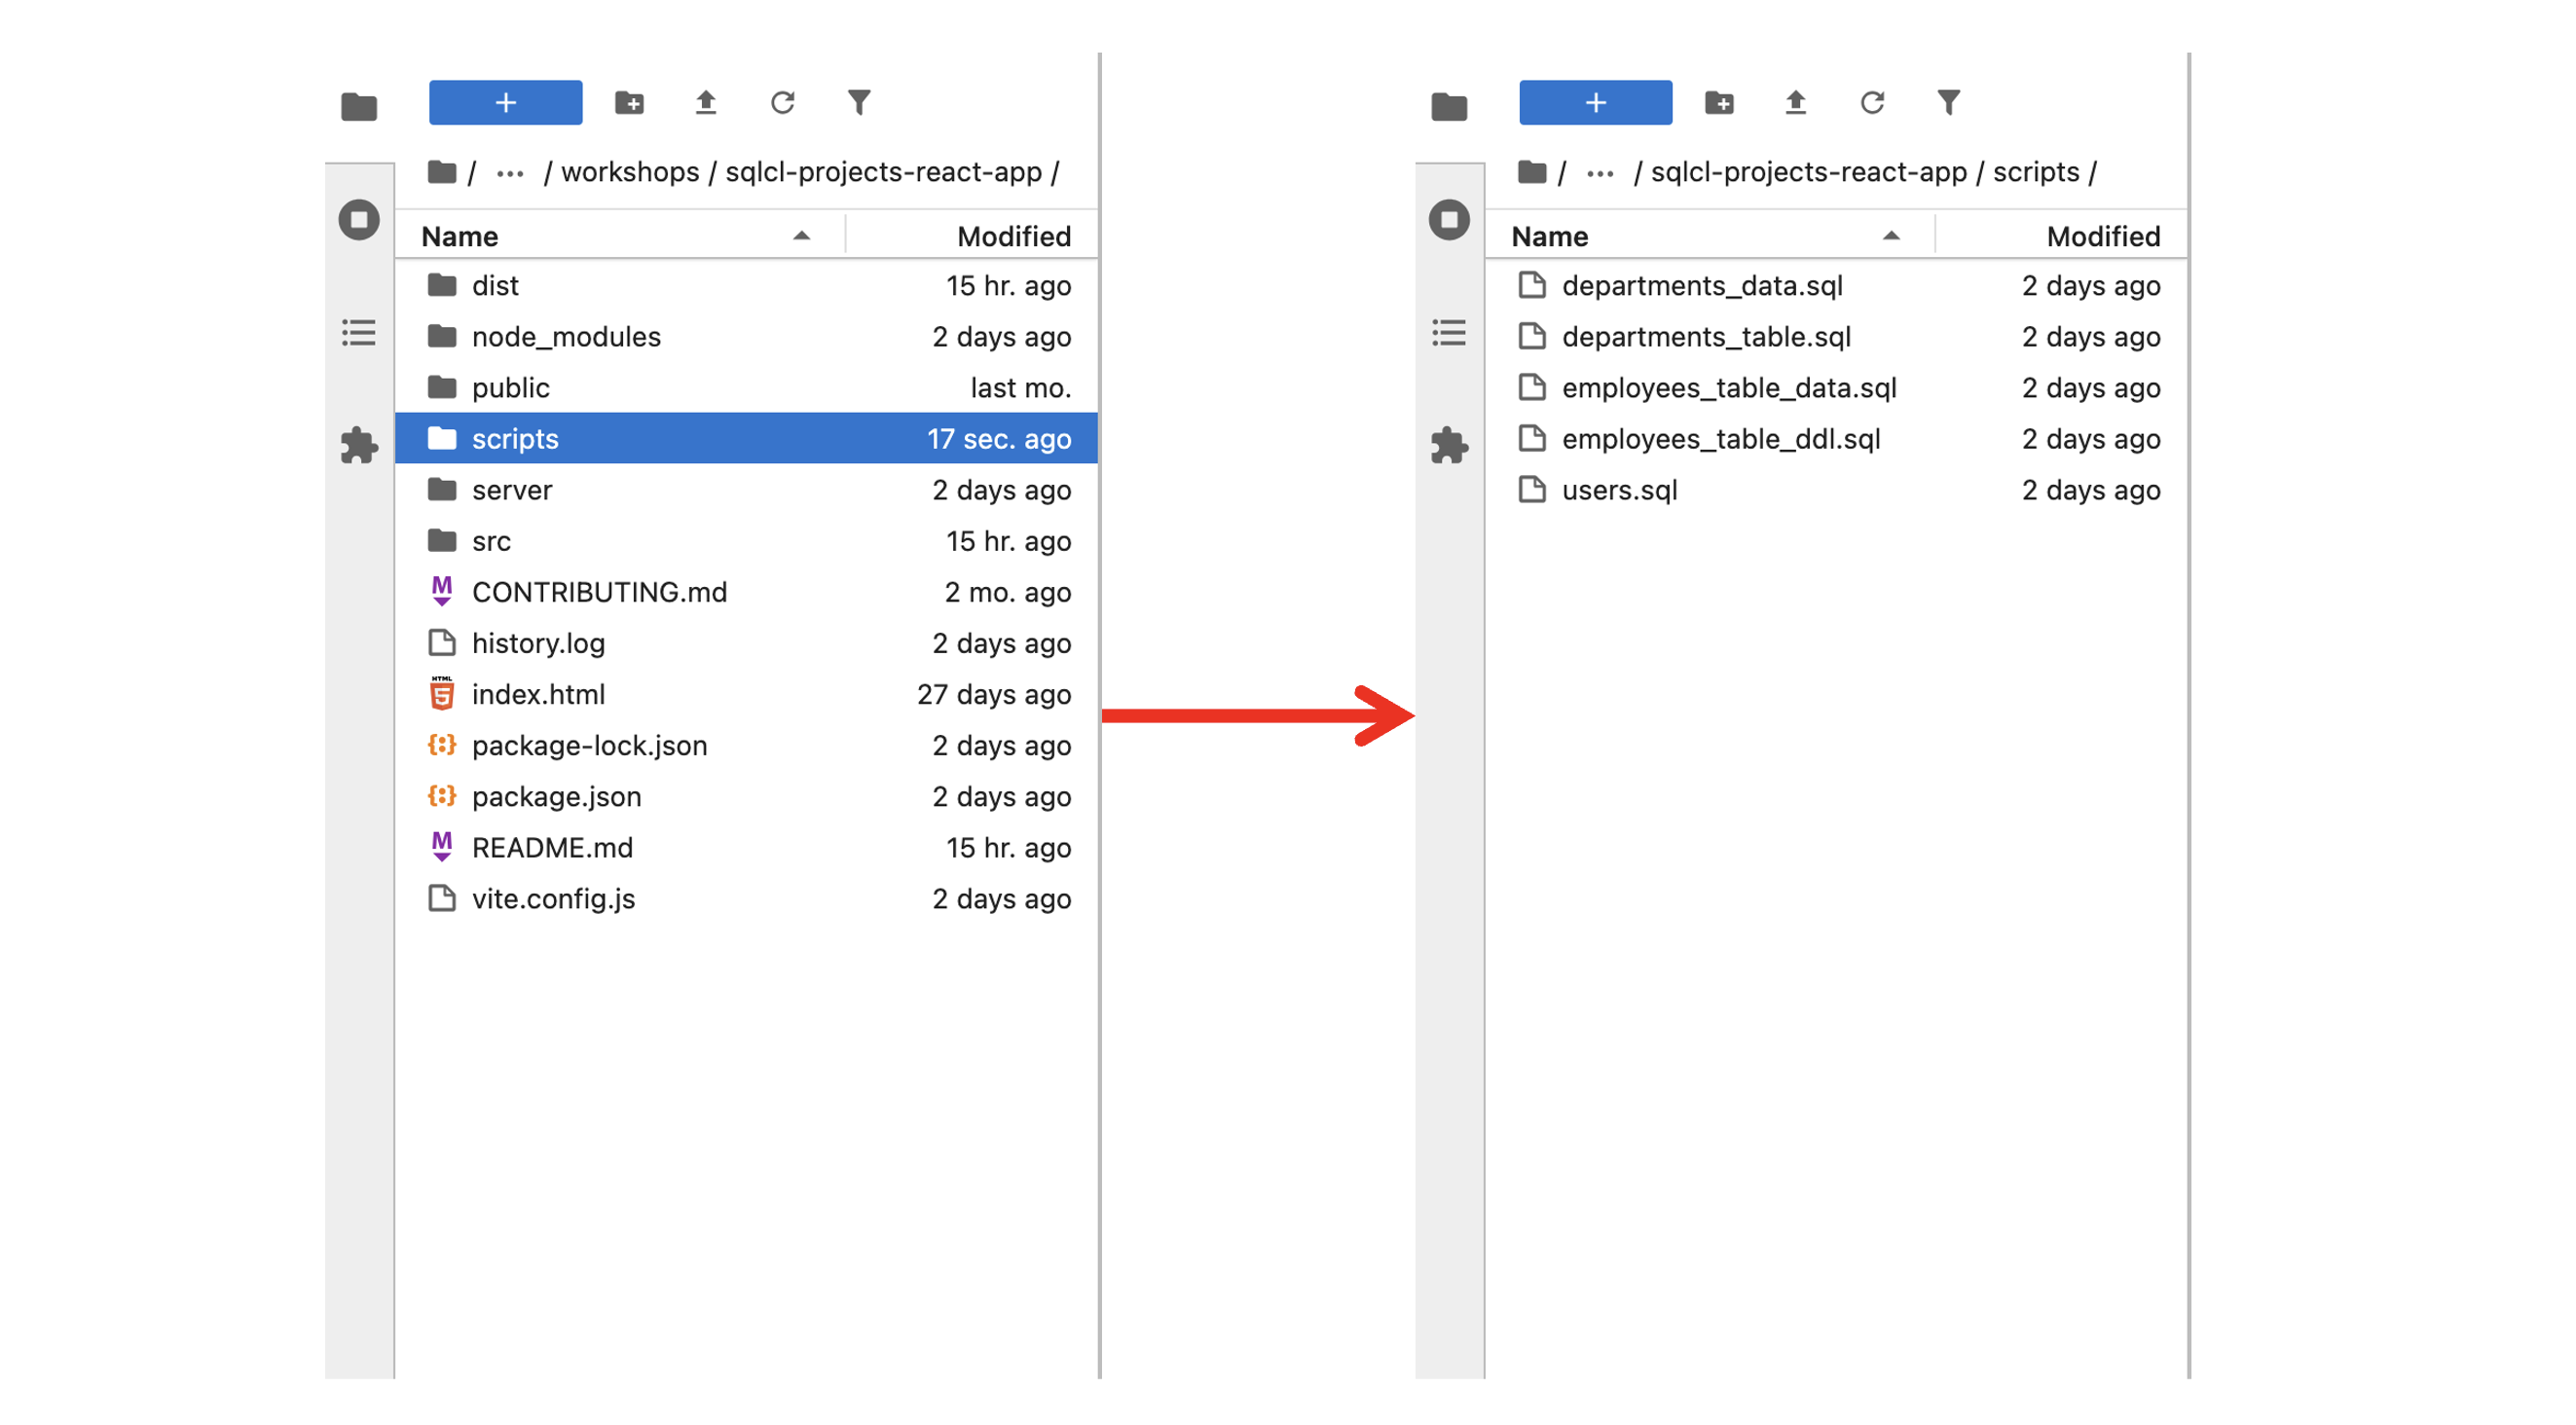 / ... / workshops / sqlcl-projects-react-app /
Name Modified
dist 15 hr. ago
node_modules 2 days ago
public last mo.
scripts 17 sec. ago
server 2 days ago
src 15 hr. ago
M CONTRIBUTING.md 2 mo. ago
history.log 2 days ago
HTML 5 index.html 27 days ago
{:} package-lock.json 2 days ago
{:} package.json 2 days ago
M README.md 15 hr. ago
vite.config.js 2 days ago
/ ... / sqlcl-projects-react-app / scripts /
Name Modified
departments_data.sql 2 days ago
departments_table.sql 2 days ago
employees_table_data.sql 2 days ago
employees_table_ddl.sql 2 days ago
users.sql 2 days ago